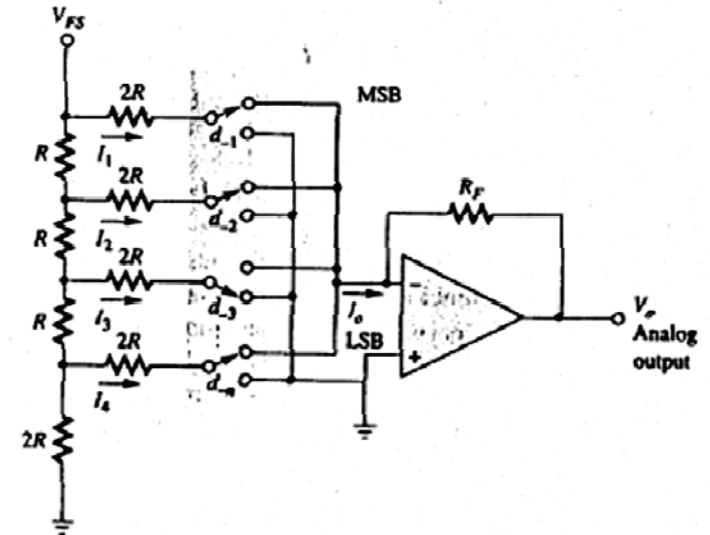 V_FS
2R
MSB
d_-1
R
I_1
2R
R_F
d_-2
R
I_2
2R
I_o
V_o
d_-3
R
I_3
LSB
Analog
2R
output
d_-n
I_4
2R